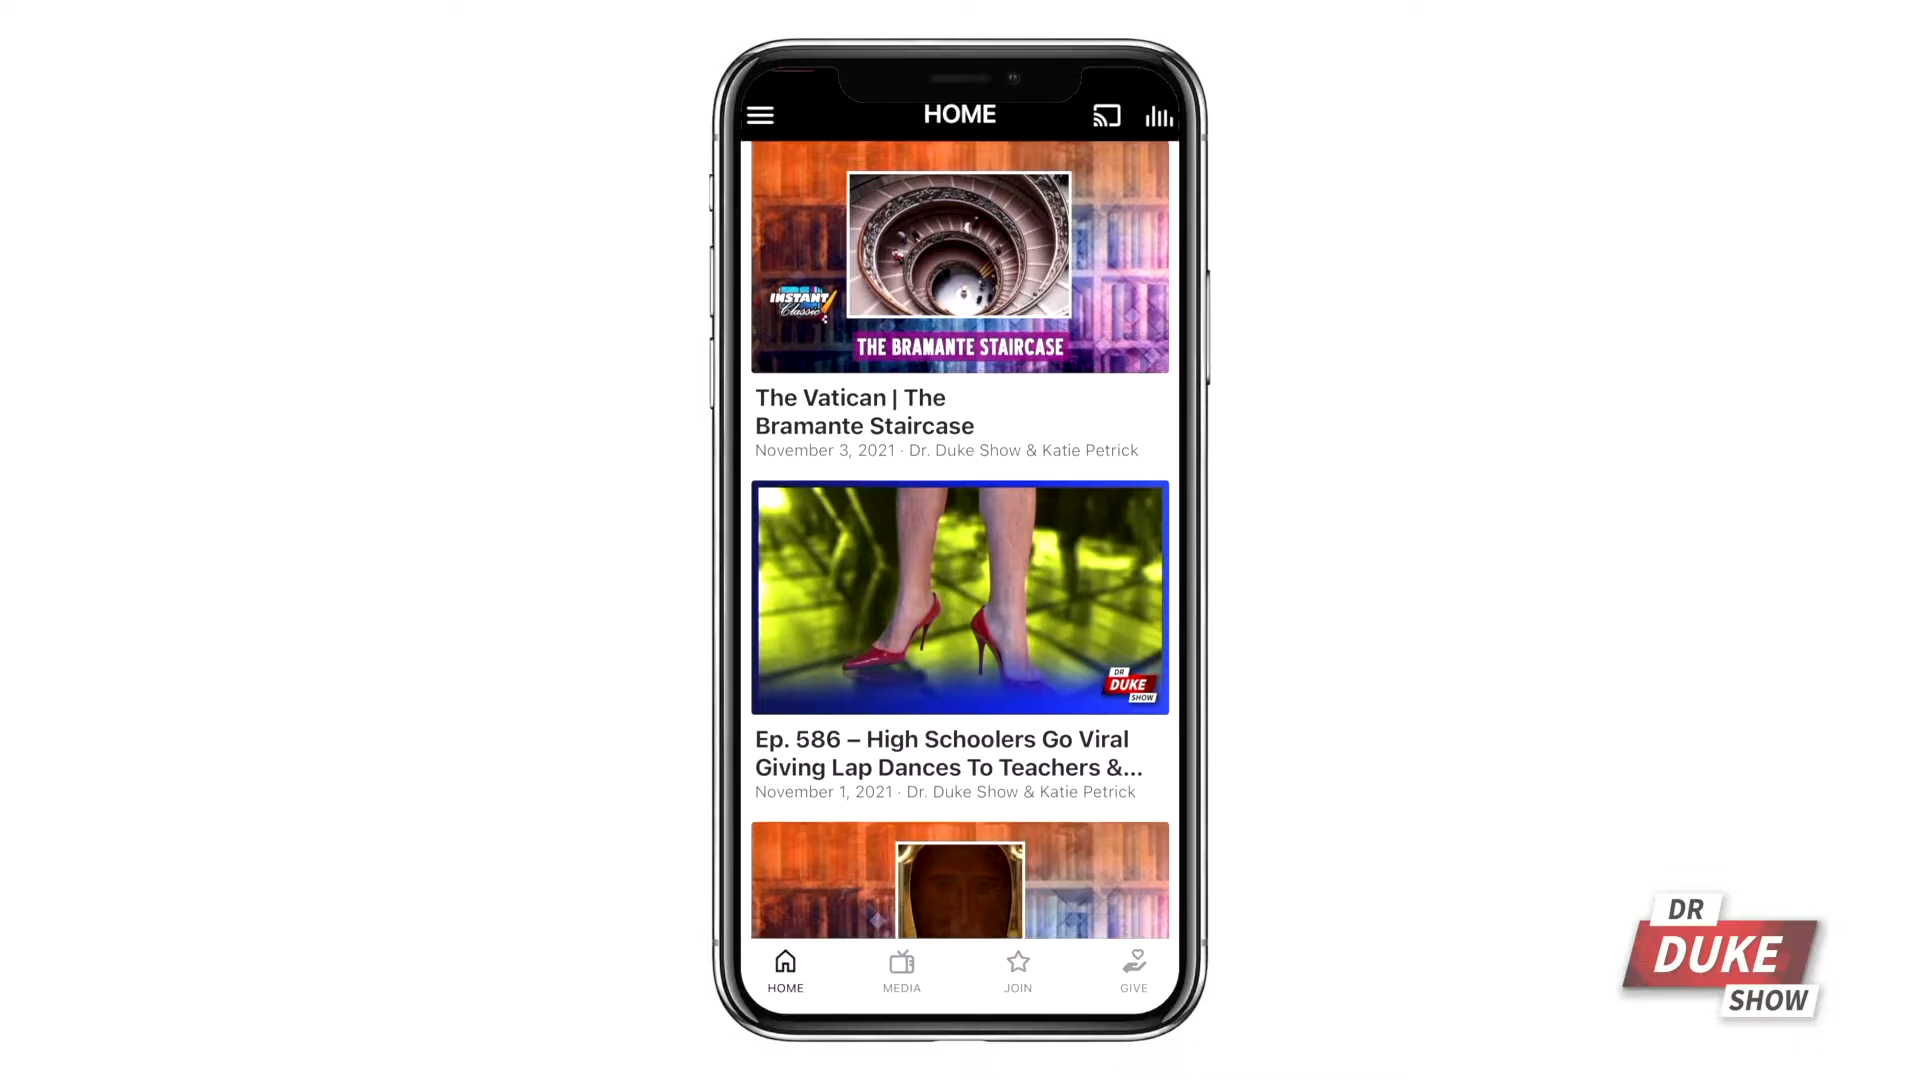 HOME
INSTANT
Classic
THE BRAMANTE STAIRCASE
The Vatican | The
Bramante Staircase
November 3, 2021 · Dr. Duke Show & Katie Petrick
DR
DUKE
SHOW
Ep. 586 – High Schoolers Go Viral
Giving Lap Dances To Teachers &...
November 1, 2021 · Dr. Duke Show & Katie Petrick
HOME
MEDIA
JOIN
GIVE
DR
DUKE
SHOW